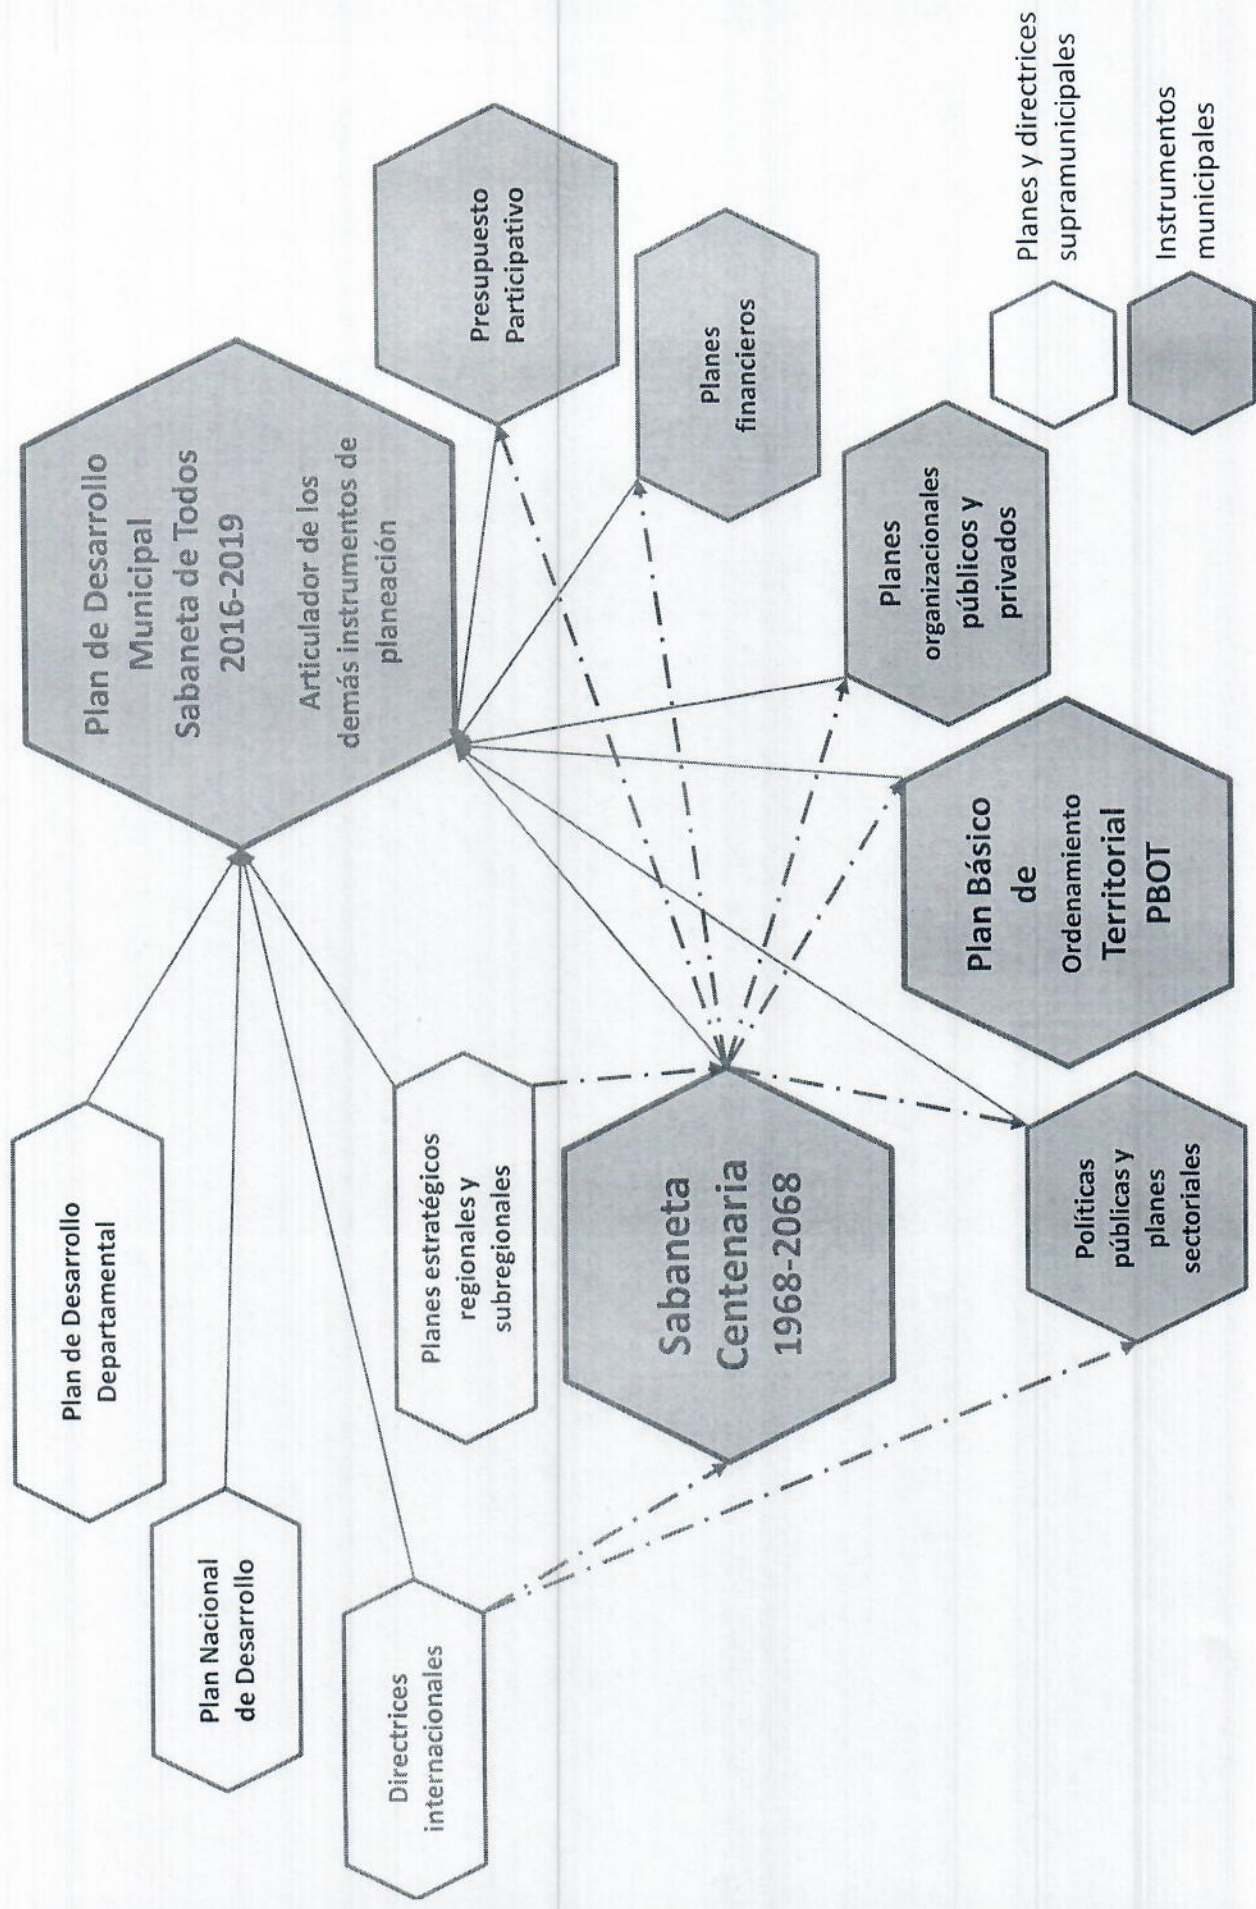 Plan de Desarrollo
Departamental
Plan Nacional
de Desarrollo
Directrices
internacionales
Planes estratégicos
regionales y
subregionales
Plan de Desarrollo
Municipal
Sabaneta de Todos
2016-2019
Articulador de los
demás instrumentos de
planeación
Sabaneta
Centenaria
1968-2068
Presupuesto
Participativo
Planes
financieros
Planes
organizacionales
públicos y
privados
Plan Básico
de
Ordenamiento
Territorial
PBOT
Políticas
públicas y
planes
sectoriales
Planes y directrices
supramunicipales
Instrumentos
municipales